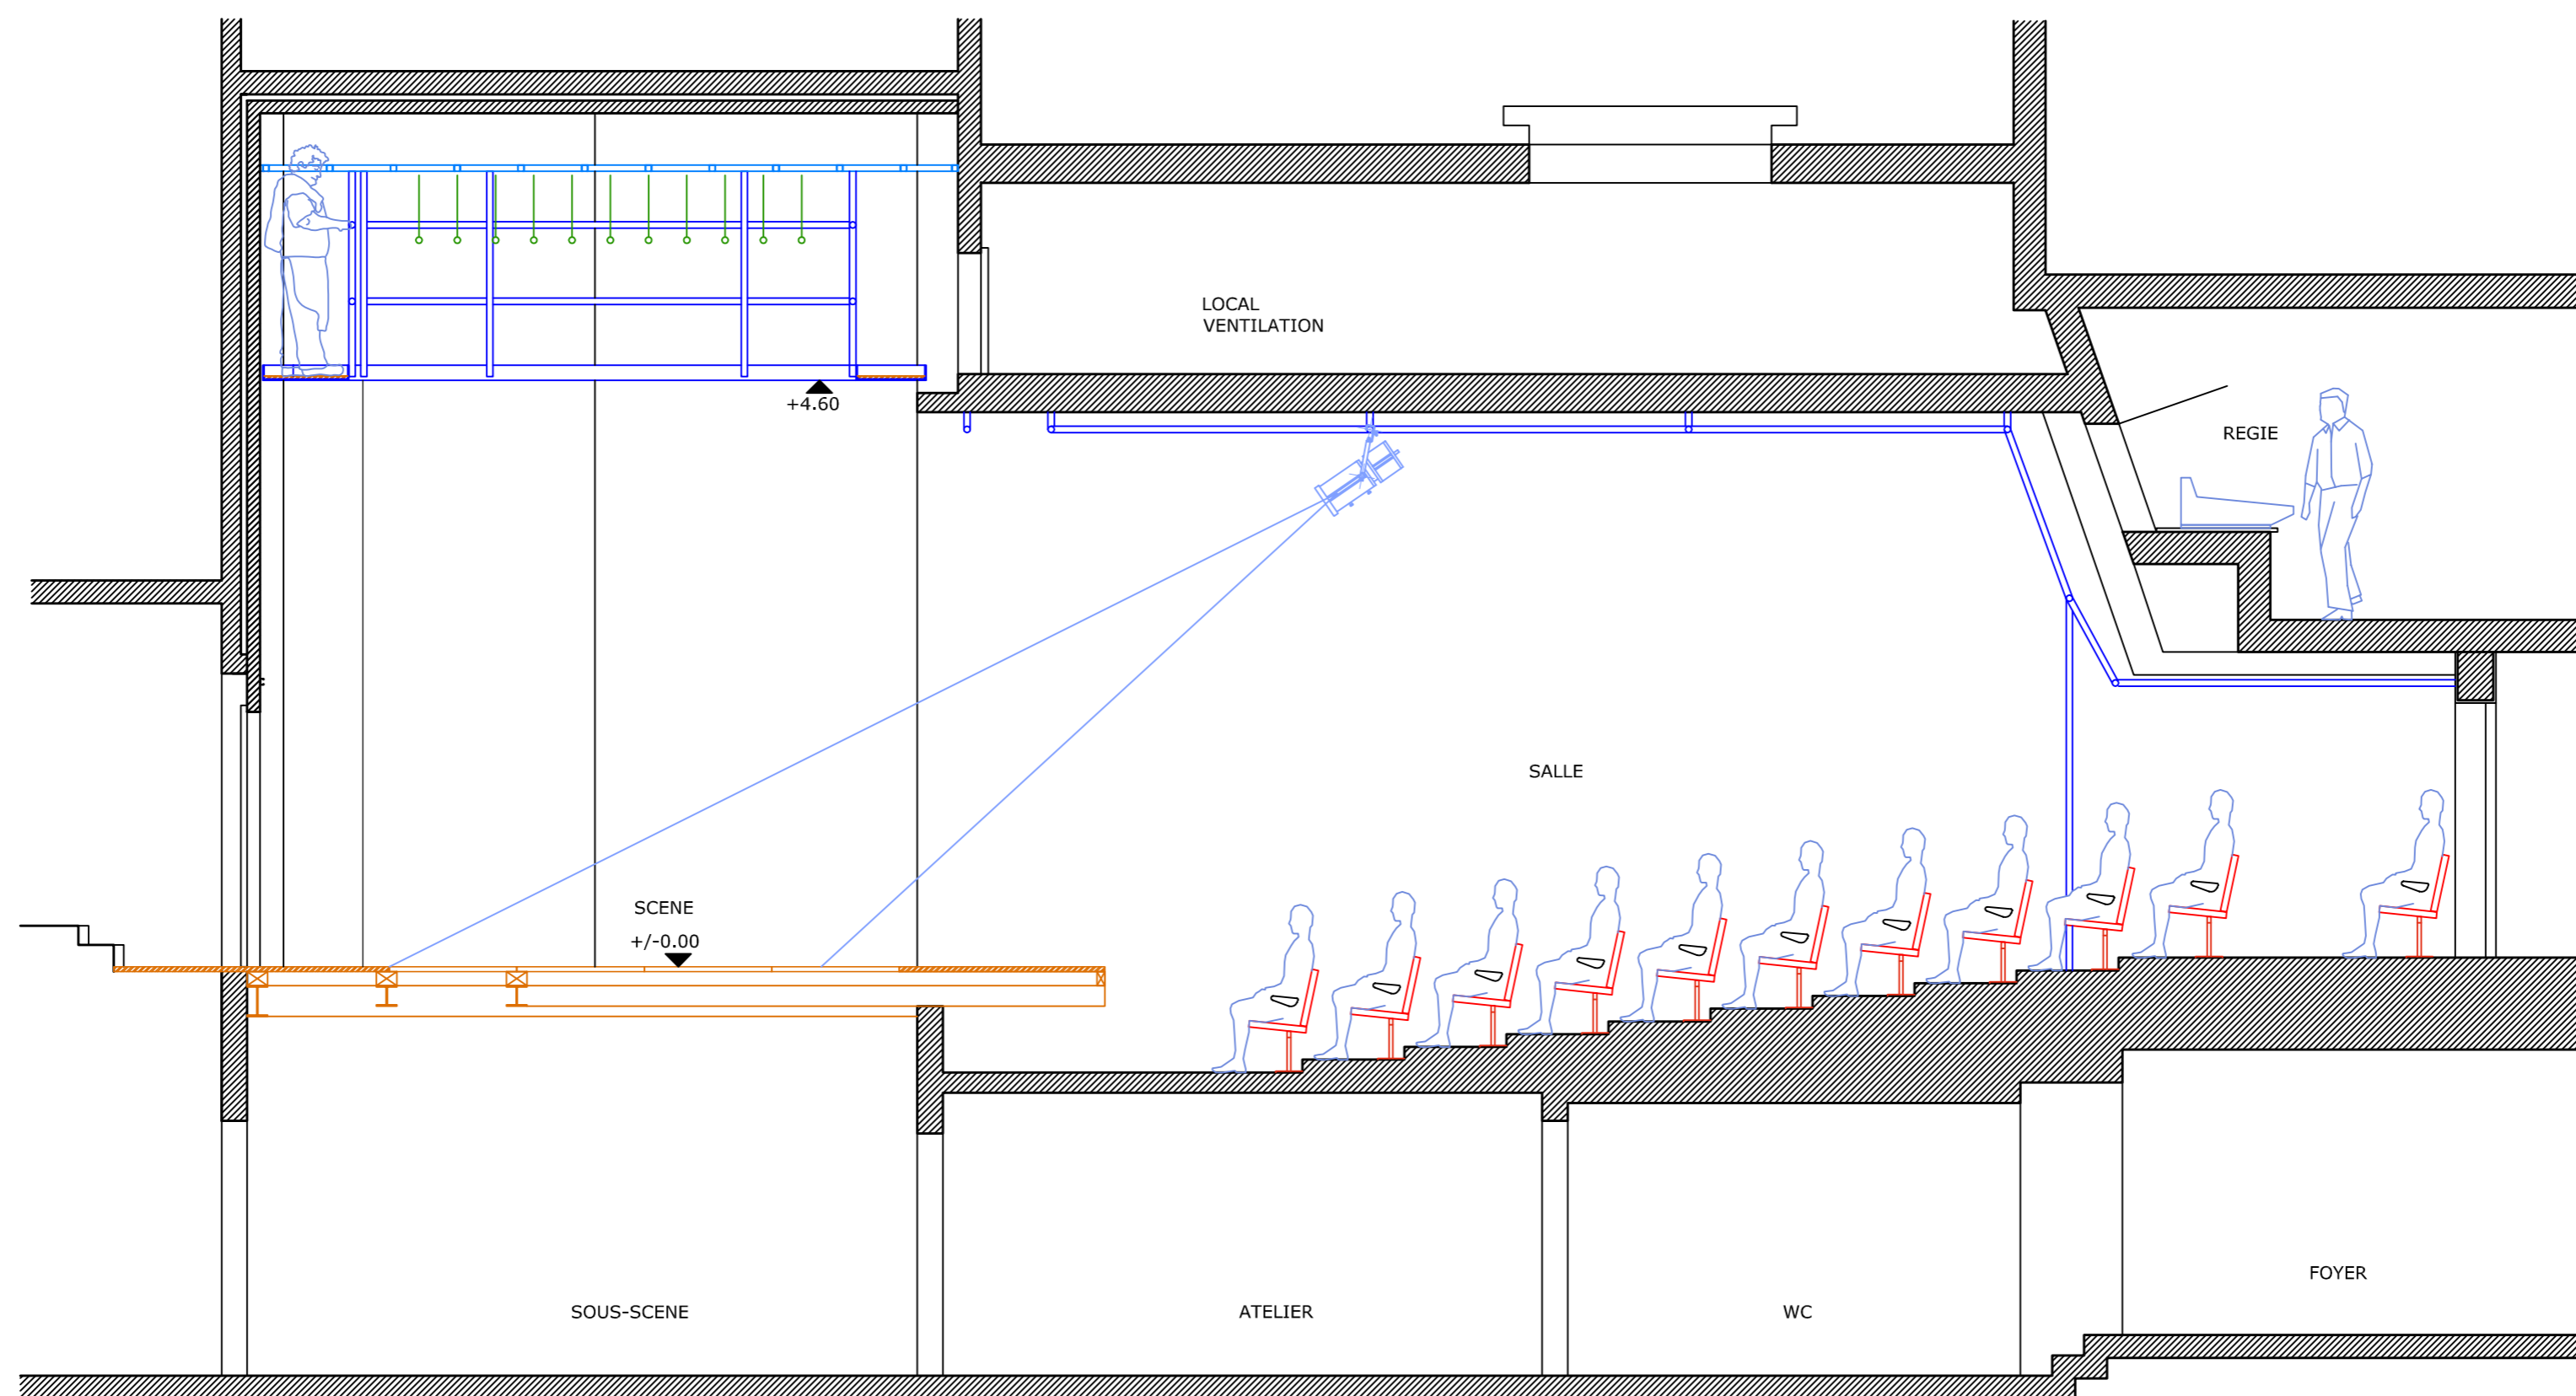 LOCAL
VENTILATION
+4.60
REGIE
SALLE
SCENE
+/-0.00
FOYER
SOUS-SCENE
ATELIER
WC